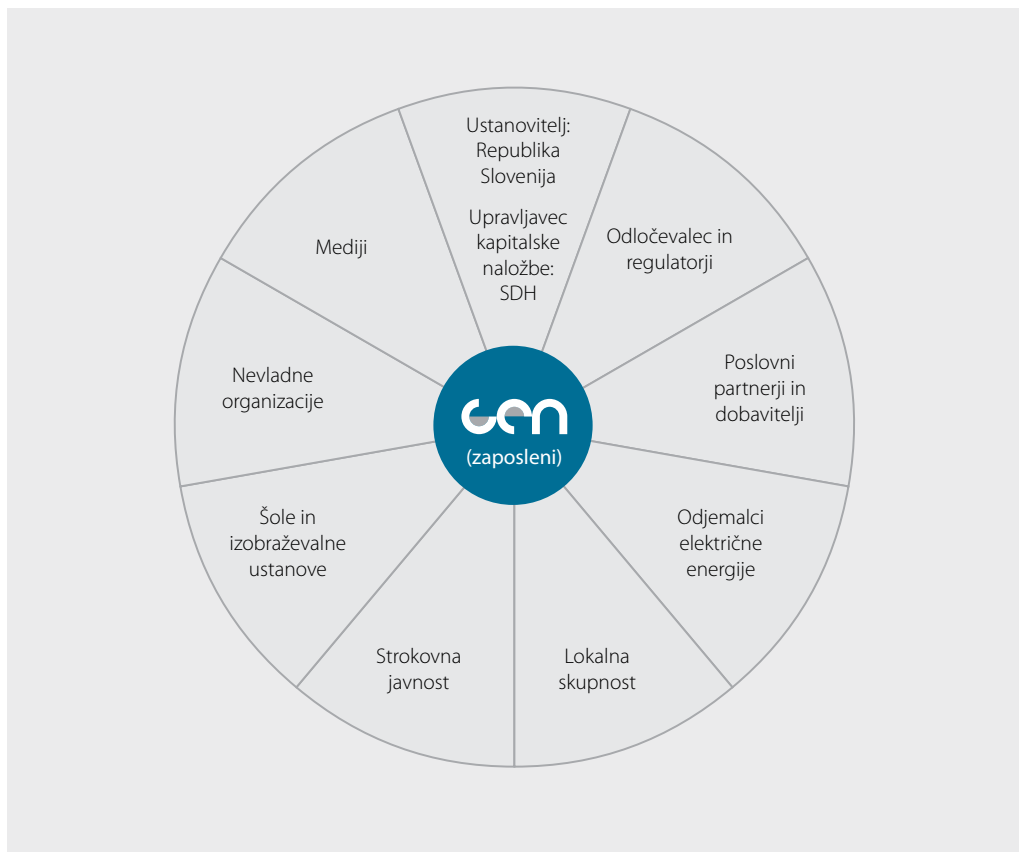 Ustanovitelj:
Republika
Slovenija
Upravljavec
kapitalske
naložbe:
SDH
Odločevalec in
regulatorji
Poslovni
partnerji in
dobavitelji
Odjemalci
električne
energije
Lokalna
skupnost
Strokovna
javnost
Šole in
izobraževalne
ustanove
Nevladne
organizacije
Mediji
gen
(zaposleni)